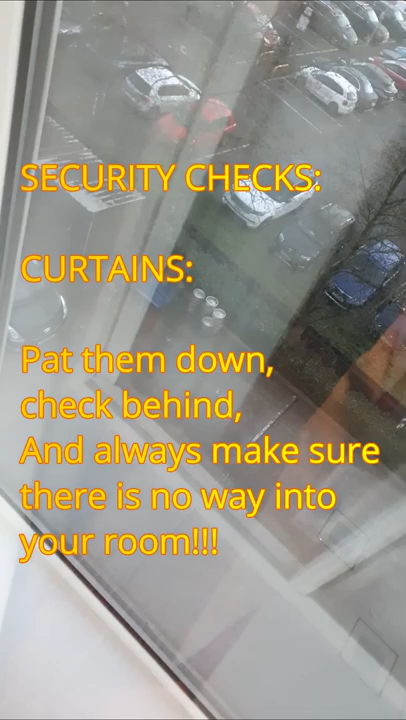 SECURITY CHECKS:
CURTAINS:
Pat them down,
check behind,
And always make sure
there is no way into
your room!!!